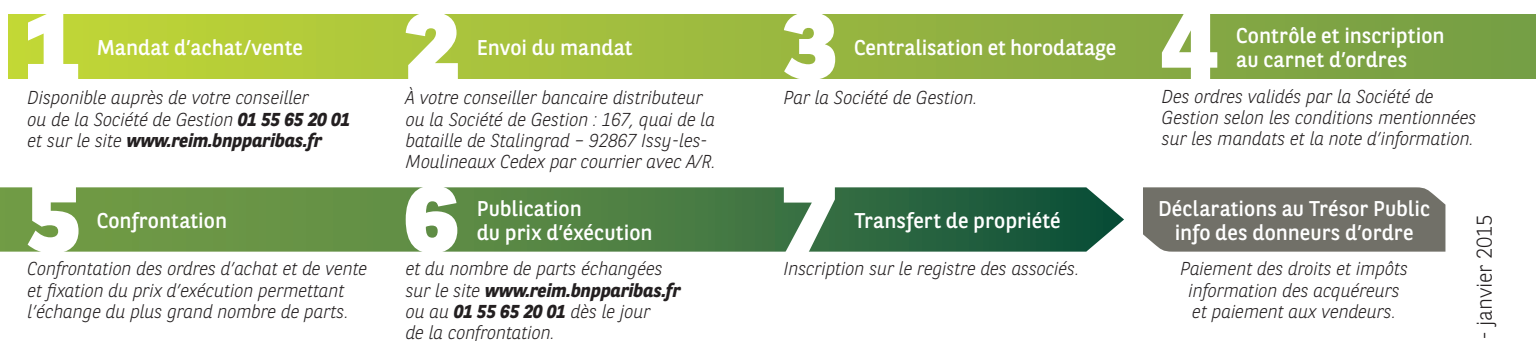 1 Mandat d'achat/vente
Disponible auprès de votre conseiller
ou de la Société de Gestion 01 55 65 20 01
et sur le site www.reim.bnpparibas.fr
2 Envoi du mandat
À votre conseiller bancaire distributeur
ou la Société de Gestion : 167, quai de la
bataille de Stalingrad – 92867 Issy-les-
Moulineaux Cedex par courrier avec A/R.
3 Centralisation et horodatage
Par la Société de Gestion.
4 Contrôle et inscription
au carnet d'ordres
Des ordres validés par la Société de
Gestion selon les conditions mentionnées
sur les mandats et la note d'information.
5 Confrontation
Confrontation des ordres d'achat et de vente
et fixation du prix d'exécution permettant
l'échange du plus grand nombre de parts.
6 Publication
du prix d'éxécution
et du nombre de parts échangées
sur le site www.reim.bnpparibas.fr
ou au 01 55 65 20 01 dès le jour
de la confrontation.
7 Transfert de propriété
Inscription sur le registre des associés.
Déclarations au Trésor Public
info des donneurs d'ordre
Paiement des droits et impôts
information des acquéreurs
et paiement aux vendeurs.
- janvier 2015